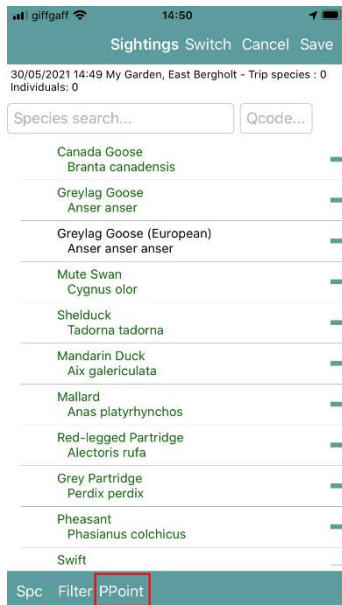 giffgaff 14:50
Sightings Switch Cancel Save
30/05/2021 14:49 My Garden, East Bergholt - Trip species : 0
Individuals: 0
Species search... Qcode...
Canada Goose
Branta canadensis
Greylag Goose
Anser anser
Greylag Goose (European)
Anser anser anser
Mute Swan
Cygnus olor
Shelduck
Tadorna tadorna
Mandarin Duck
Aix galericulata
Mallard
Anas platyrhynchos
Red-legged Partridge
Alectoris rufa
Grey Partridge
Perdix perdix
Pheasant
Phasianus colchicus
Swift
Spc Filter PPoint